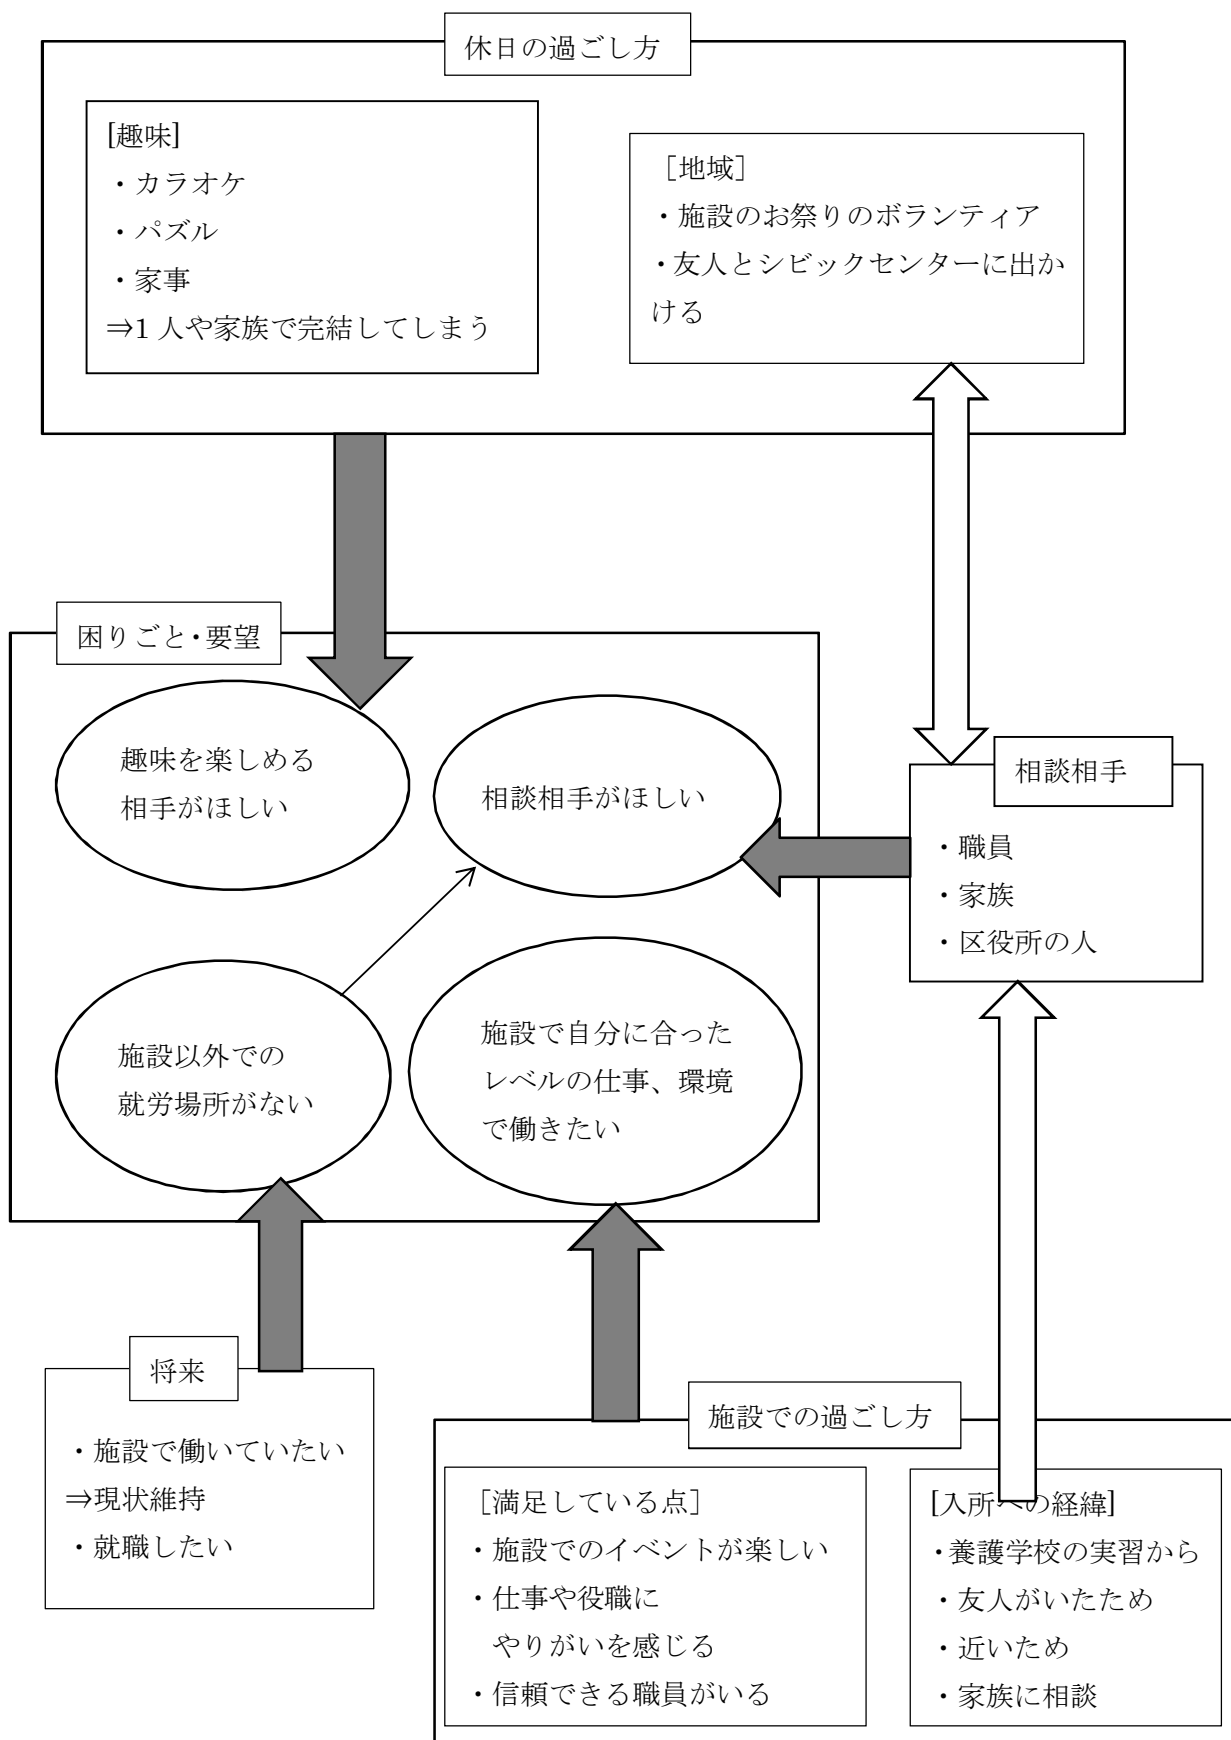 休日の過ごし方
[趣味]
・カラオケ
・パズル
・家事
⇒1 人や家族で完結してしまう
［地域］
・施設のお祭りのボランティア
・友人とシビックセンターに出か
ける
困りごと・要望
趣味を楽しめる
相手がほしい
相談相手がほしい
施設以外での
就労場所がない
施設で自分に合った
レベルの仕事、環境
で働きたい
相談相手
・職員
・家族
・区役所の人
将来
・施設で働いていたい
⇒現状維持
・就職したい
施設での過ごし方
［満足している点］
・施設でのイベントが楽しい
・仕事や役職に
やりがいを感じる
・信頼できる職員がいる
[入所への経緯]
・養護学校の実習から
・友人がいたため
・近いため
・家族に相談